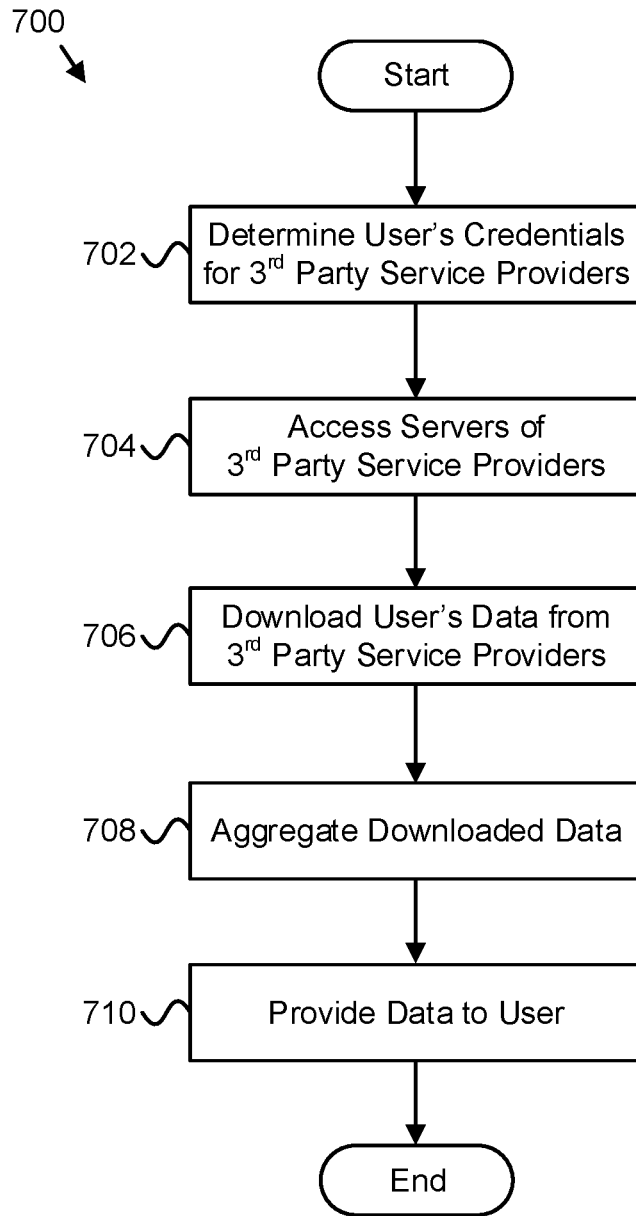 700
Start
702
Determine User's Credentials
for 3rd Party Service Providers
704
Access Servers of
3rd Party Service Providers
706
Download User's Data from
3rd Party Service Providers
708
Aggregate Downloaded Data
710
Provide Data to User
End